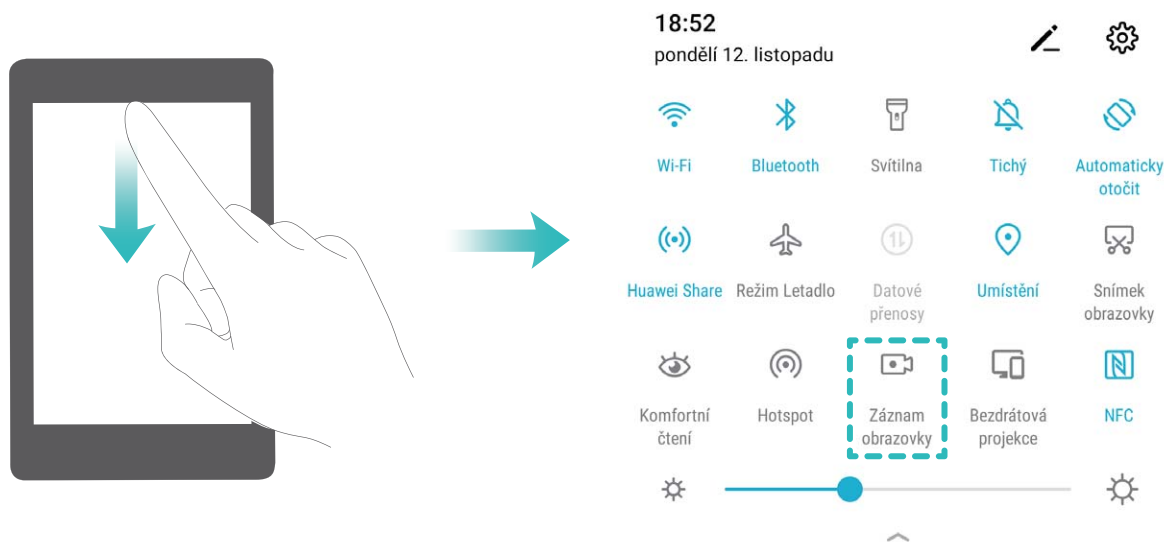 18:52
pondělí 12. listopadu
Wi-Fi
Bluetooth
Svítilna
Tichý
Automaticky
otočit
Huawei Share
Režim Letadlo
Datové
přenosy
Umístění
Snímek
obrazovky
Komfortní
čtení
Hotspot
Záznam
obrazovky
Bezdrátová
projekce
NFC